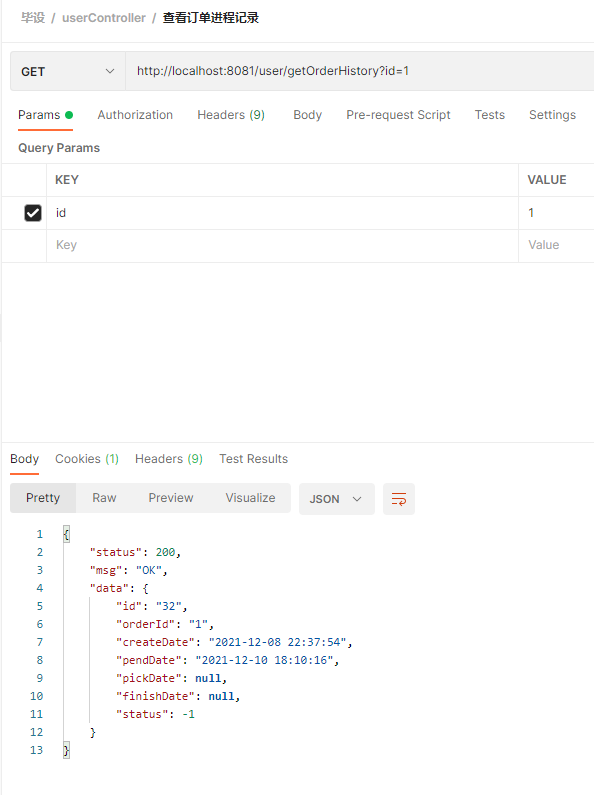 毕设 / userController / 查看订单进程记录
GET http://localhost:8081/user/getOrderHistory?id=1
Params Authorization Headers (9) Body Pre-request Script Tests Settings
Query Params
KEY VALUE
id 1
Key Value
Body Cookies (1) Headers (9) Test Results
Pretty Raw Preview Visualize JSON
1 {
2 "status": 200,
3 "msg": "OK",
4 "data": {
5 "id": "32",
6 "orderId": "1",
7 "createDate": "2021-12-08 22:37:54",
8 "pendDate": "2021-12-10 18:10:16",
9 "pickDate": null,
10 "finishDate": null,
11 "status": -1
12 }
13 }